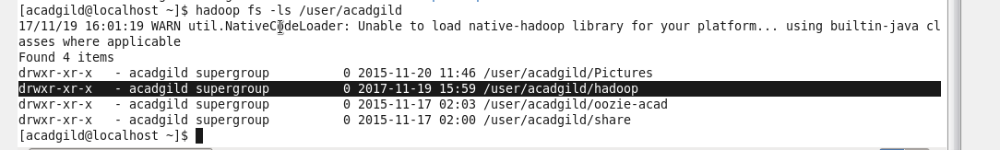 [acadgild@localhost ~]$ hadoop fs -ls /user/acadgild
17/11/19 16:01:19 WARN util.NativeCodeLoader: Unable to load native-hadoop library for your platform... using builtin-java cl
asses where applicable
Found 4 items
drwxr-xr-x   - acadgild supergroup          0 2015-11-20 11:46 /user/acadgild/Pictures
drwxr-xr-x   - acadgild supergroup          0 2017-11-19 15:59 /user/acadgild/hadoop
drwxr-xr-x   - acadgild supergroup          0 2015-11-17 02:03 /user/acadgild/oozie-acad
drwxr-xr-x   - acadgild supergroup          0 2015-11-17 02:00 /user/acadgild/share
[acadgild@localhost ~]$